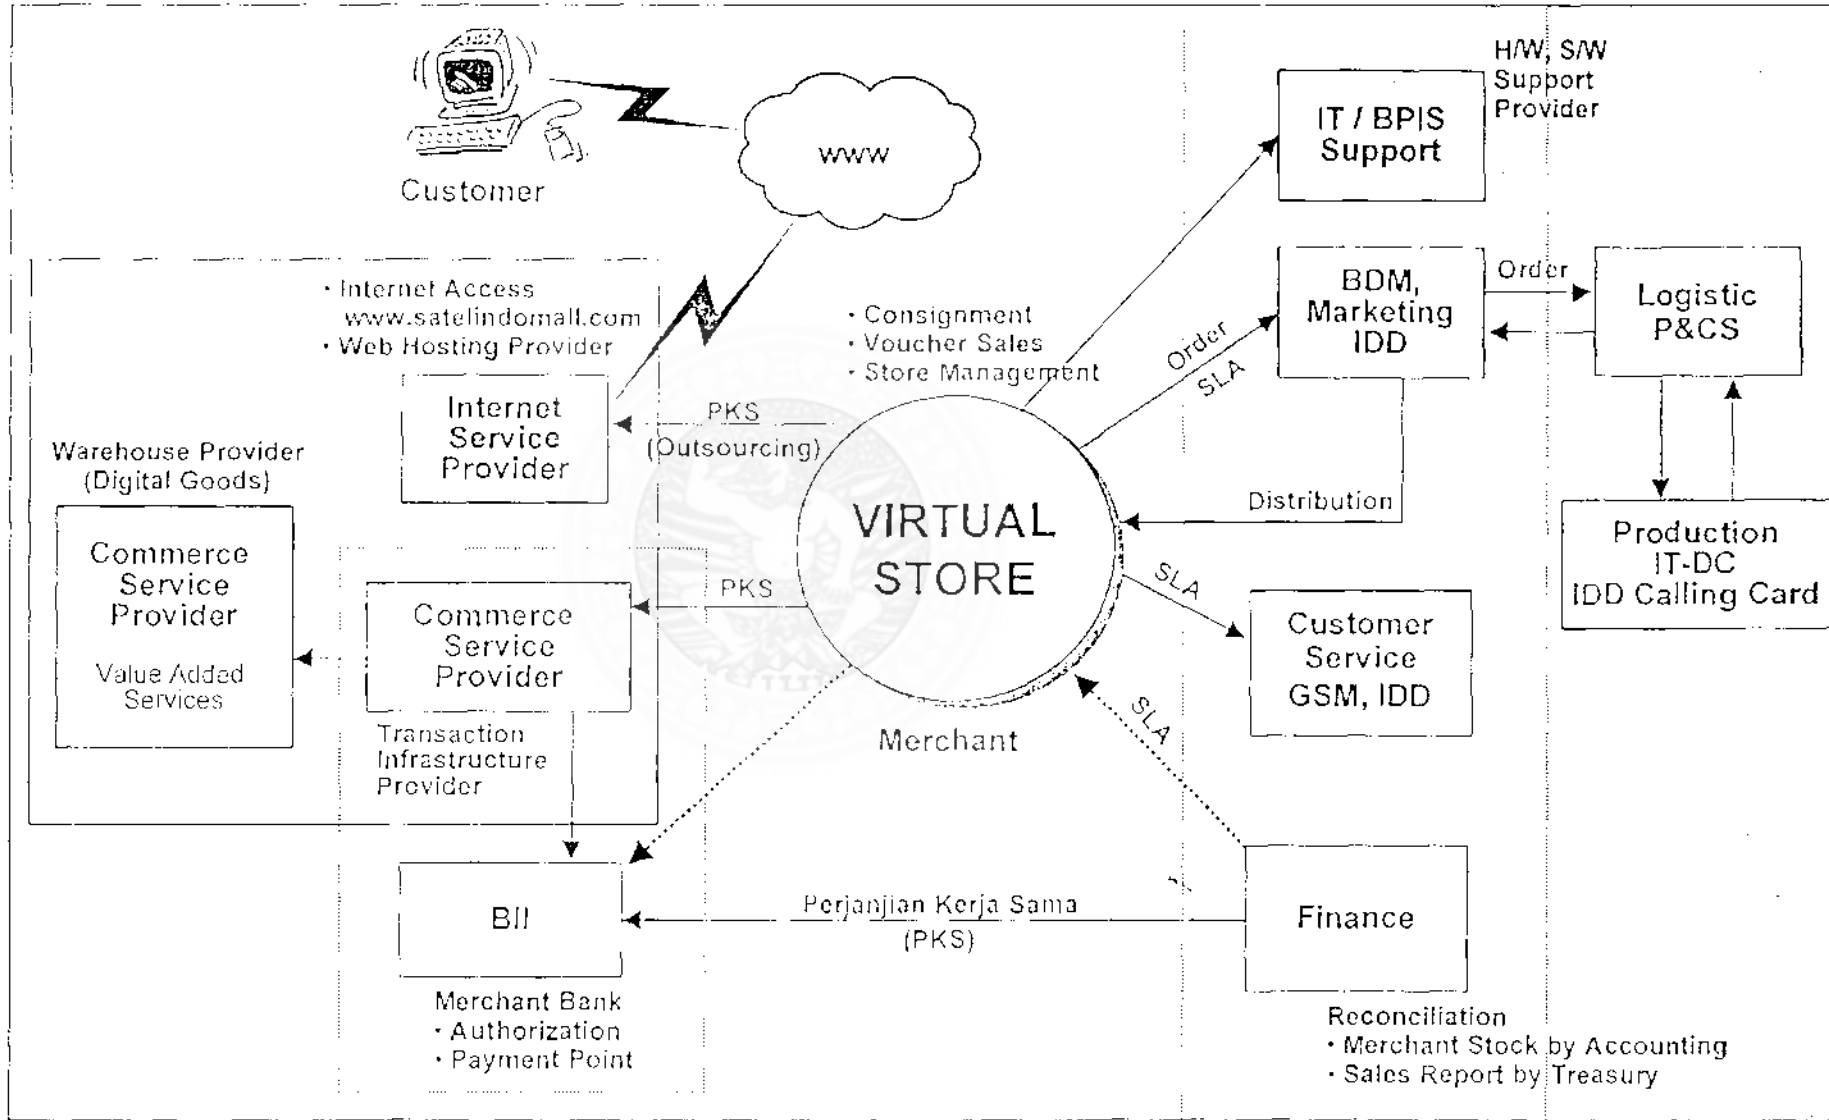 Customer
www
H/W, S/W
Support
Provider
IT / BPIS
Support
• Internet Access
www.satelindomall.com
• Web Hosting Provider
Internet
Service
Provider
• Consignment
• Voucher Sales
• Store Management
Order
SLA
BDM,
Marketing
IDD
Order
Logistic
P&CS
PKS
(Outsourcing)
Warehouse Provider
(Digital Goods)
Commerce
Service
Provider
Value Added
Services
Commerce
Service
Provider
Transaction
Infrastructure
Provider
PKS
VIRTUAL
STORE
Merchant
Distribution
Production
IT-DC
IDD Calling Card
SLA
Customer
Service
GSM, IDD
SLA
BII
Merchant Bank
• Authorization
• Payment Point
Perjanjian Kerja Sama
(PKS)
Finance
Reconciliation
• Merchant Stock by Accounting
• Sales Report by Treasury